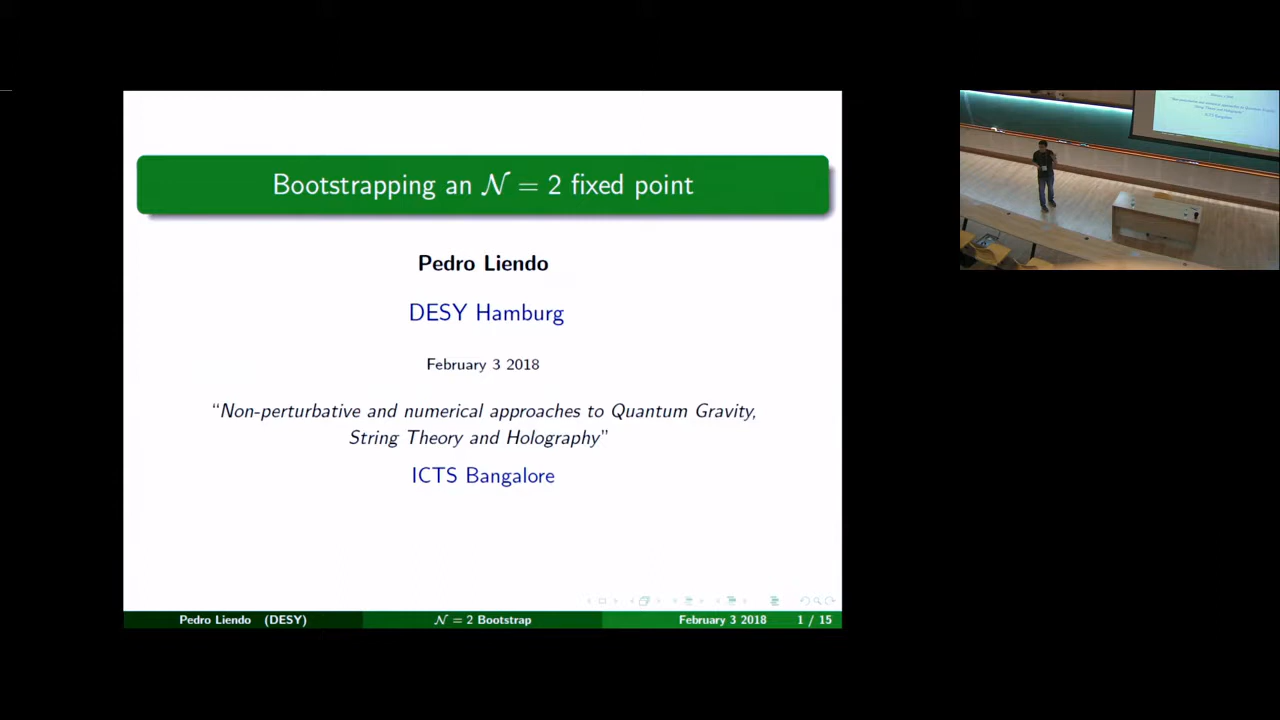 Bootstrapping an 𝒩 = 2 fixed point
Pedro Liendo
DESY Hamburg
February 3 2018
“Non-perturbative and numerical approaches to Quantum Gravity,
String Theory and Holography”
ICTS Bangalore
Pedro Liendo (DESY) 𝒩 = 2 Bootstrap February 3 2018 1 / 15